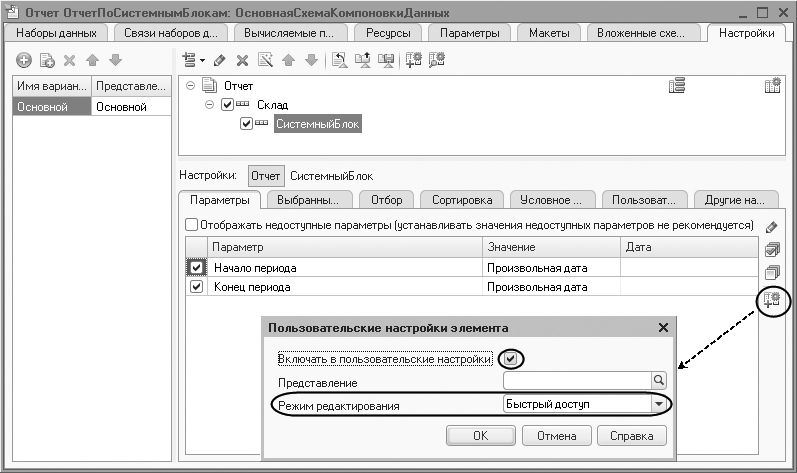 Отчет ОтчетПоСистемнымБлокам: ОсновнаяСхемаКомпоновкиДанных
Наборы данных Связи наборов д... Вычисляемые п... Ресурсы Параметры Макеты Вложенные схе... Настройки
Имя вариан... Представле...
Основной Основной
Отчет
Склад
СистемныйБлок
Настройки: Отчет СистемныйБлок
Параметры Выбранны... Отбор Сортировка Условное ... Пользоват... Другие на...
Отображать недоступные параметры (устанавливать значения недоступных параметров не рекомендуется)
Параметр Значение Дата
Начало периода Произвольная дата
Конец периода Произвольная дата
Пользовательские настройки элемента
Включать в пользовательские настройки
Представление
Режим редактирования Быстрый доступ
ОК Отмена Справка